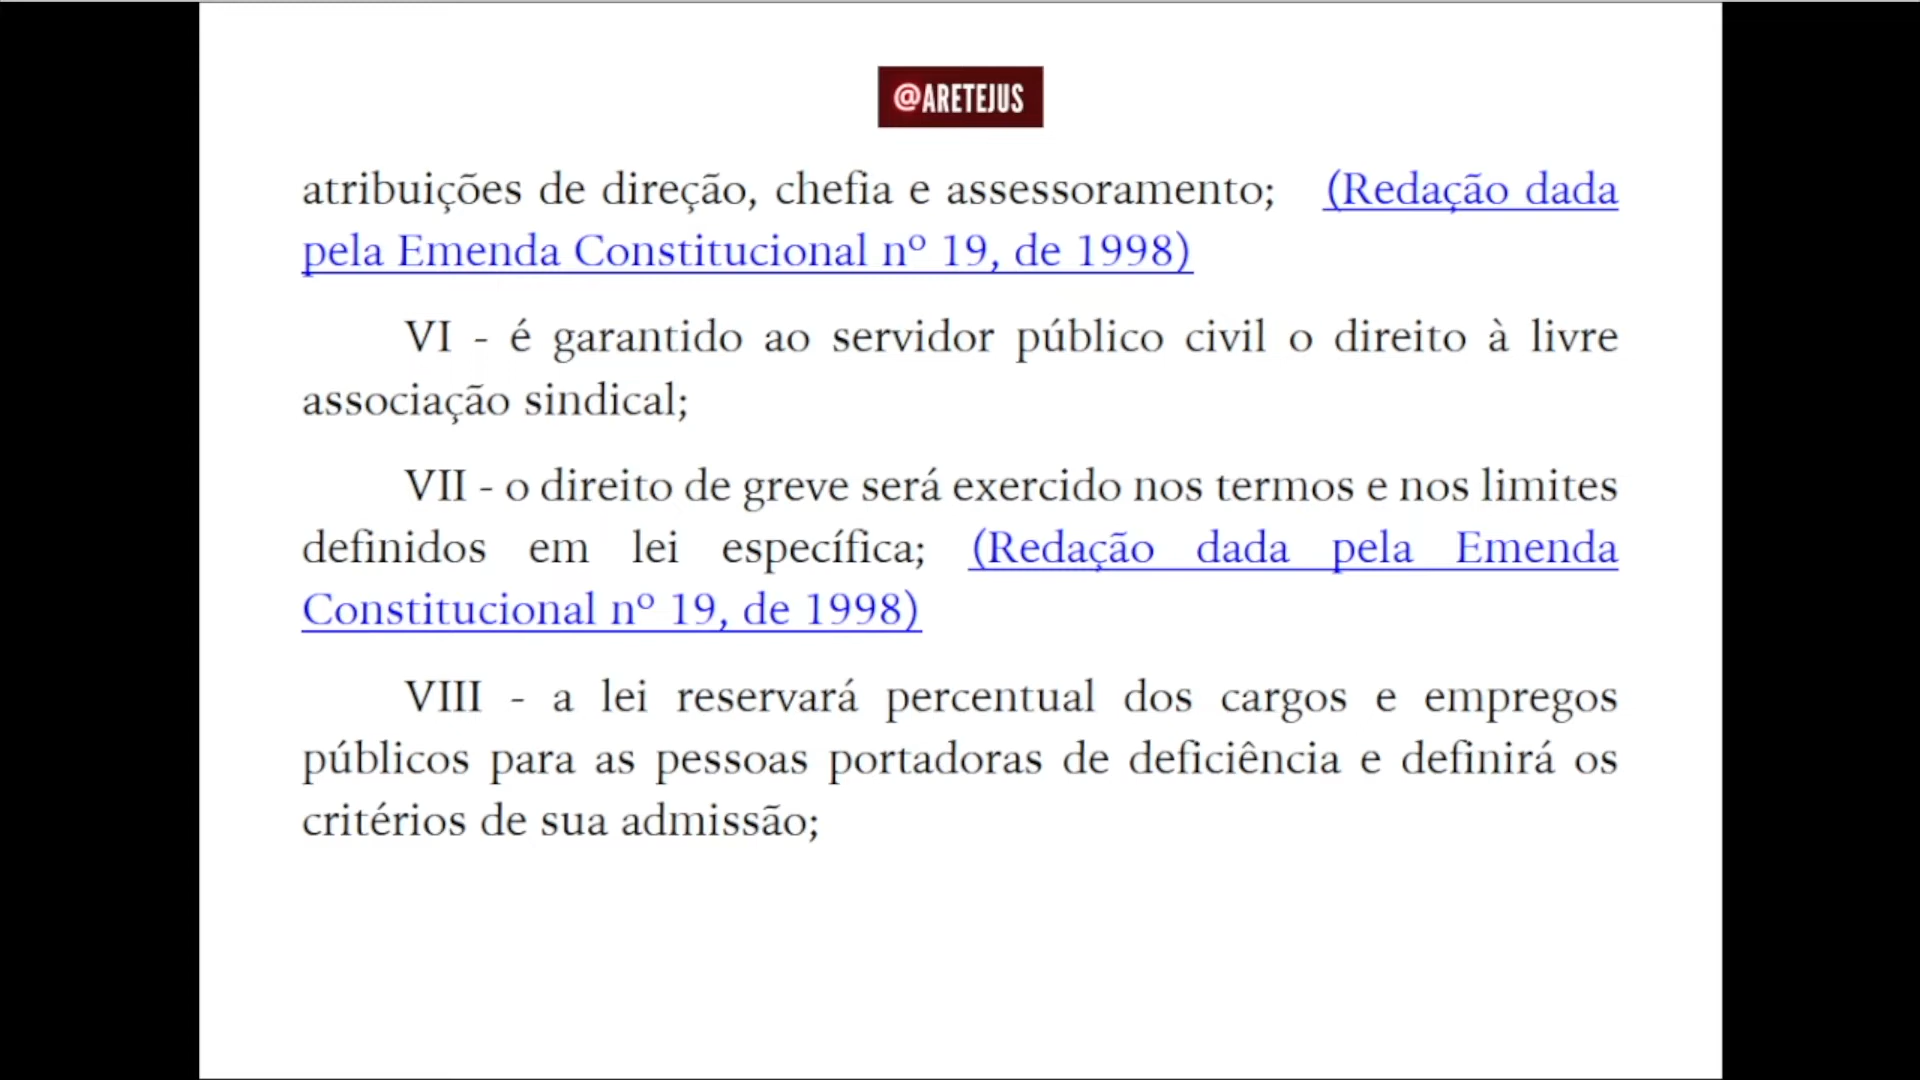 @ARETEJUS
atribuições de direção, chefia e assessoramento; (Redação dada
pela Emenda Constitucional nº 19, de 1998)
VI - é garantido ao servidor público civil o direito à livre
associação sindical;
VII - o direito de greve será exercido nos termos e nos limites
definidos em lei específica; (Redação dada pela Emenda
Constitucional nº 19, de 1998)
VIII - a lei reservará percentual dos cargos e empregos
públicos para as pessoas portadoras de deficiência e definirá os
critérios de sua admissão;